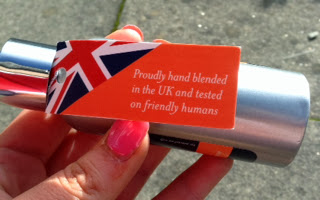 Proudly hand blended
in the UK and tested
on friendly humans